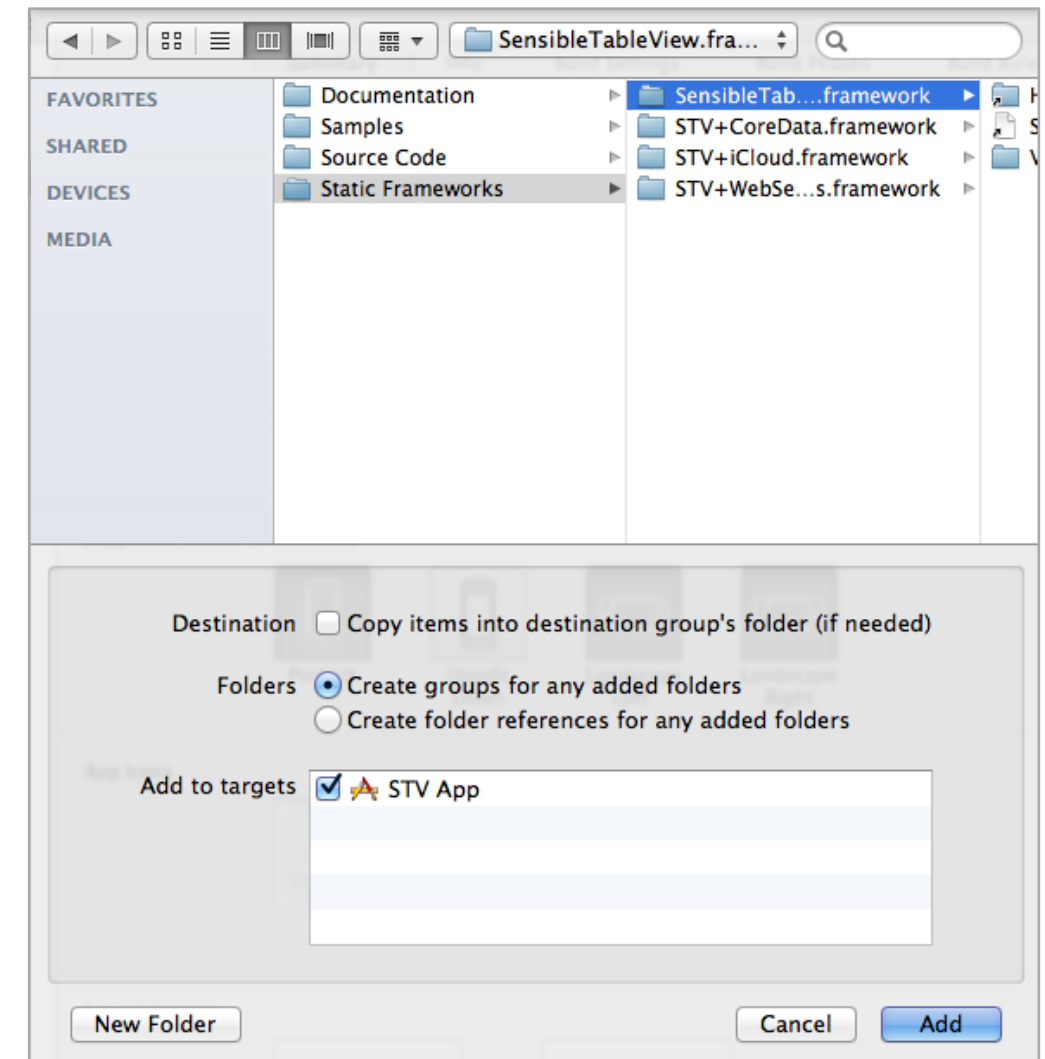 SensibleTableView.fra...
FAVORITES
SHARED
DEVICES
MEDIA
Documentation
Samples
Source Code
Static Frameworks
SensibleTab....framework
STV+CoreData.framework
STV+iCloud.framework
STV+WebSe...s.framework
Destination Copy items into destination group's folder (if needed)
Folders Create groups for any added folders
Create folder references for any added folders
Add to targets STV App
New Folder Cancel Add